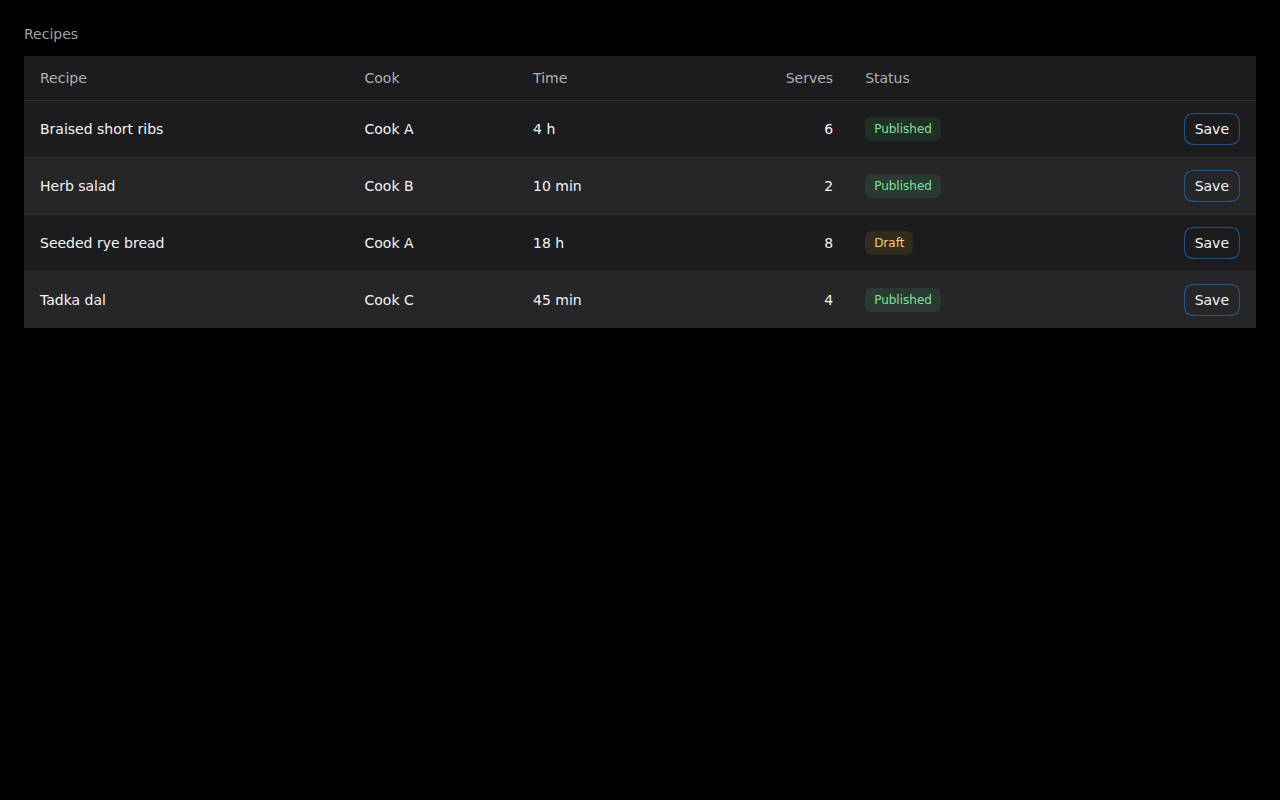 Recipes
Recipe Cook Time Serves Status
Braised short ribs Cook A 4 h 6 Published Save
Herb salad Cook B 10 min 2 Published Save
Seeded rye bread Cook A 18 h 8 Draft Save
Tadka dal Cook C 45 min 4 Published Save